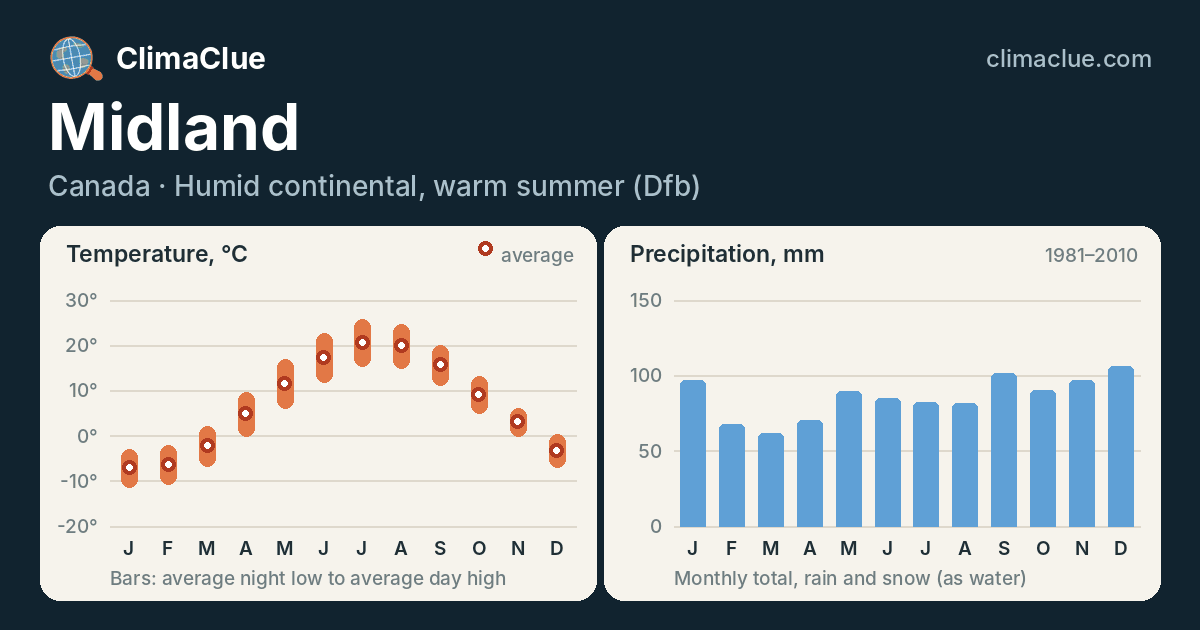 ClimaClue
climaclue.com
Midland
Canada · Humid continental, warm summer (Dfb)
Temperature, °C
average
30°
20°
10°
0°
-10°
-20°
J F M A M J J A S O N D
Bars: average night low to average day high
Precipitation, mm
1981–2010
150
100
50
0
J F M A M J J A S O N D
Monthly total, rain and snow (as water)